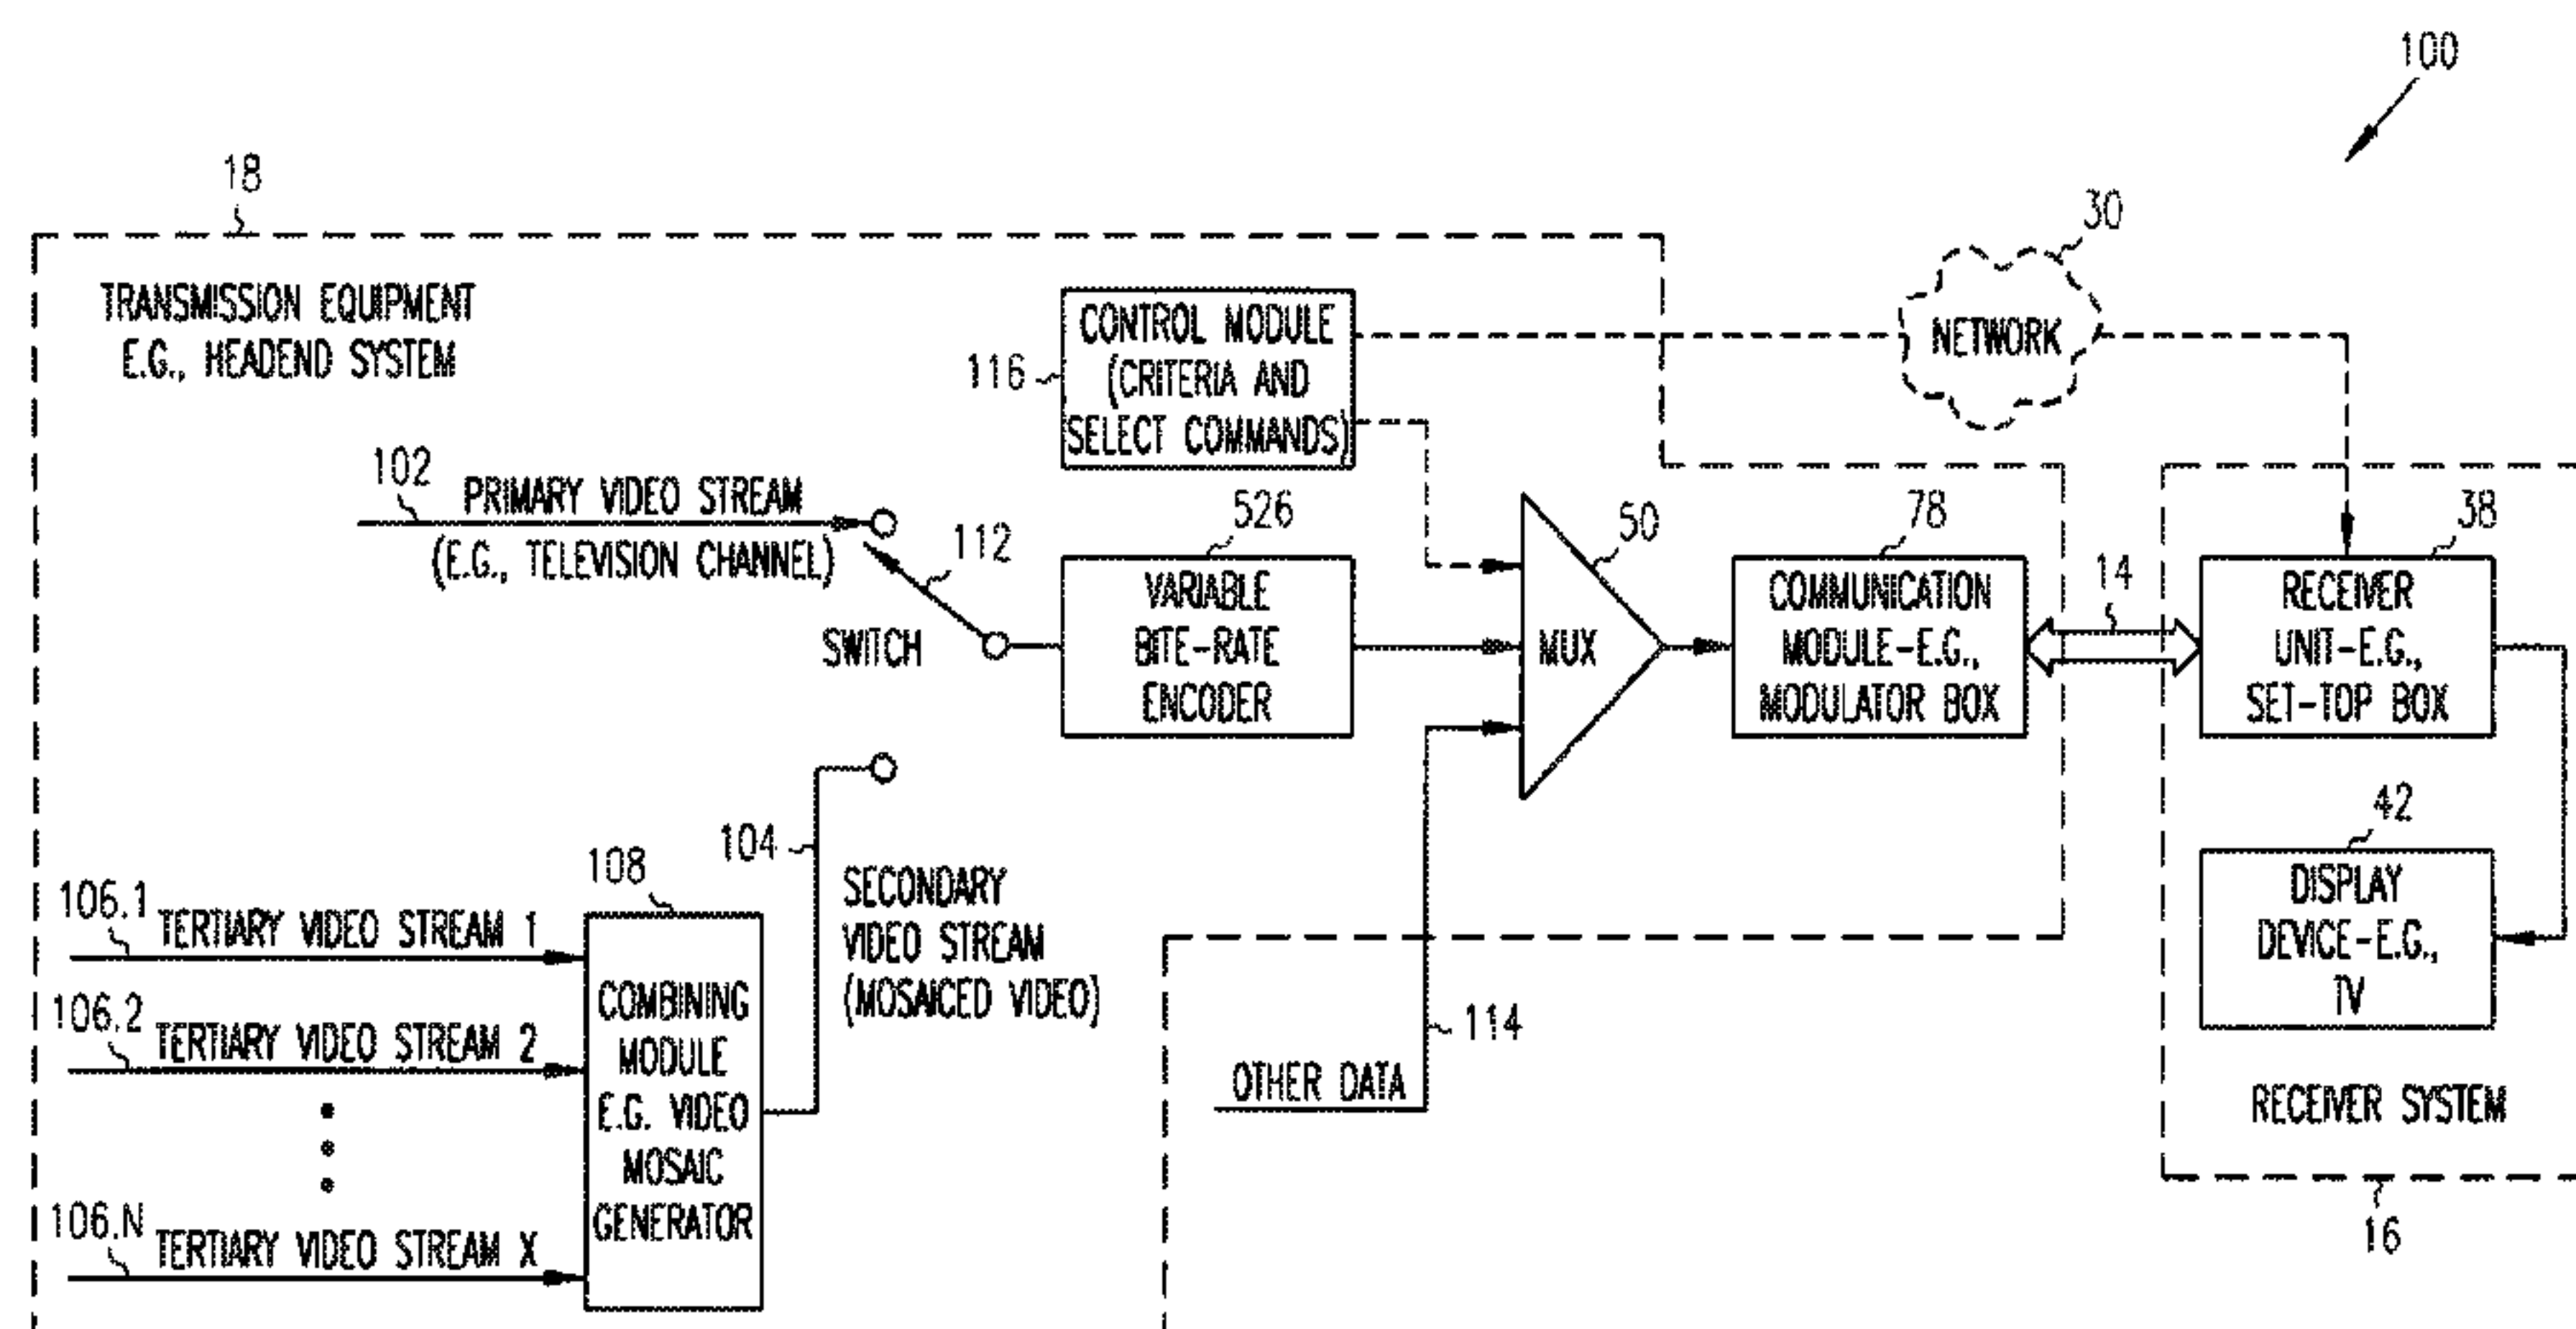 100
18
30
TRANSMISSION EQUIPMENT
E.G., HEADEND SYSTEM
CONTROL MODULE
(CRITERIA AND
SELECT COMMANDS)
116
NETWORK
102
PRIMARY VIDEO STREAM
(E.G., TELEVISION CHANNEL)
112
SWITCH
526
VARIABLE
BITE-RATE
ENCODER
50
MUX
78
COMMUNICATION
MODULE-E.G.,
MODULATOR BOX
14
38
RECEIVER
UNIT-E.G.,
SET-TOP BOX
42
DISPLAY
DEVICE-E.G.,
TV
RECEIVER SYSTEM
16
104
SECONDARY
VIDEO STREAM
(MOSAICED VIDEO)
108
COMBINING
MODULE
E.G. VIDEO
MOSAIC
GENERATOR
106.1
TERTIARY VIDEO STREAM 1
106.2
TERTIARY VIDEO STREAM 2
106.N
TERTIARY VIDEO STREAM X
OTHER DATA
114